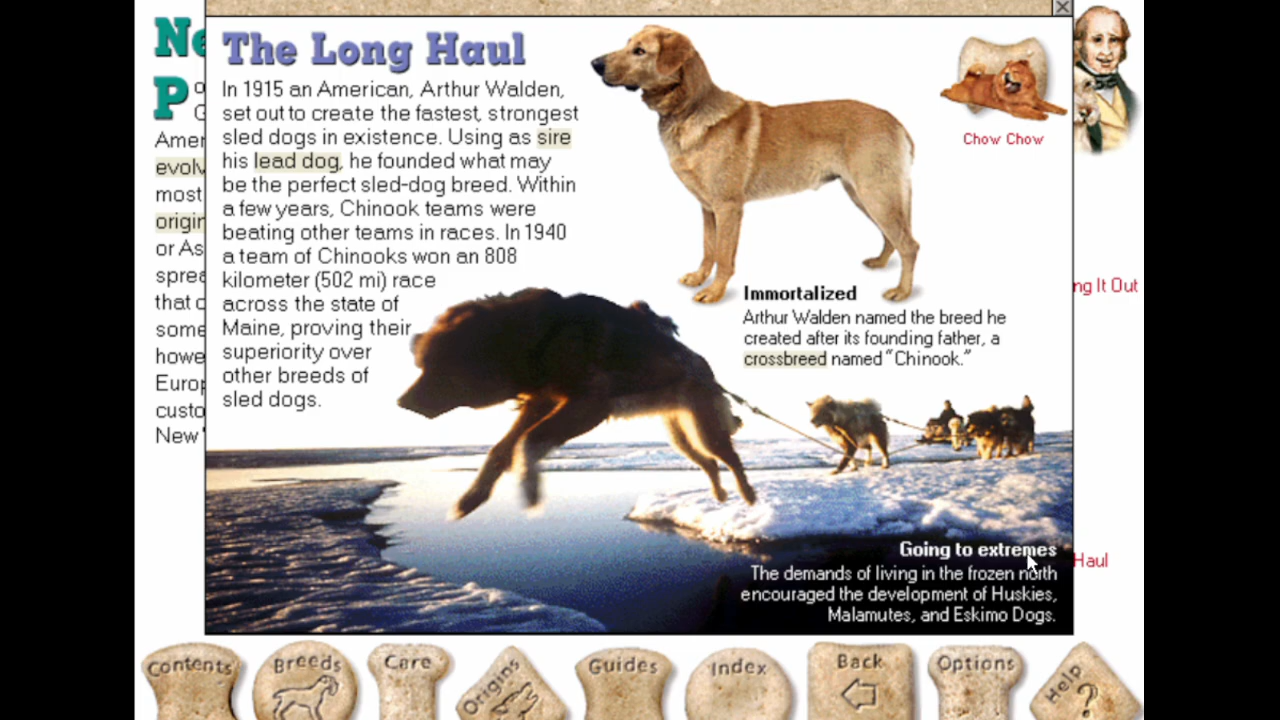 Ne
The Long Haul
Po
G
Amer
evolv
most
origin
or As
sprea
that c
some
howe
Europ
custo
New
In 1915 an American, Arthur Walden,
set out to create the fastest, strongest
sled dogs in existence. Using as sire
his lead dog, he founded what may
be the perfect sled-dog breed. Within
a few years, Chinook teams were
beating other teams in races. In 1940
a team of Chinooks won an 808
kilometer (502 mi) race
across the state of
Maine, proving their
superiority over
other breeds of
sled dogs.
Chow Chow
ng It Out
Immortalized
Arthur Walden named the breed he
created after its founding father, a
crossbreed named "Chinook."
Going to extremes
The demands of living in the frozen north
encouraged the development of Huskies,
Malamutes, and Eskimo Dogs.
Haul
Contents
Breeds
Care
Origins
Guides
Index
Back
Options
Help
?